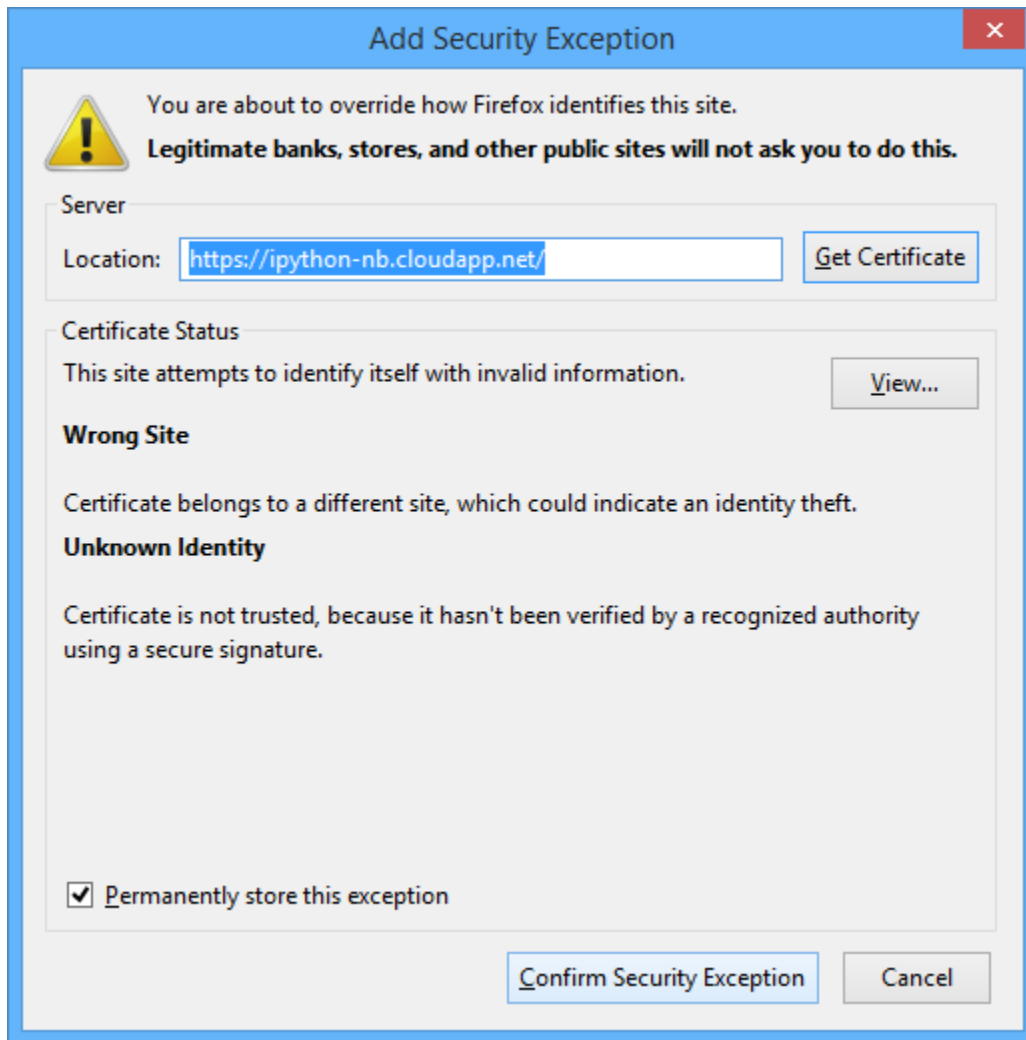 Add Security Exception
You are about to override how Firefox identifies this site.
Legitimate banks, stores, and other public sites will not ask you to do this.
Server
Location: https://ipython-nb.cloudapp.net/ Get Certificate
Certificate Status
This site attempts to identify itself with invalid information.
View...
Wrong Site
Certificate belongs to a different site, which could indicate an identity theft.
Unknown Identity
Certificate is not trusted, because it hasn't been verified by a recognized authority
using a secure signature.
Permanently store this exception
Confirm Security Exception Cancel